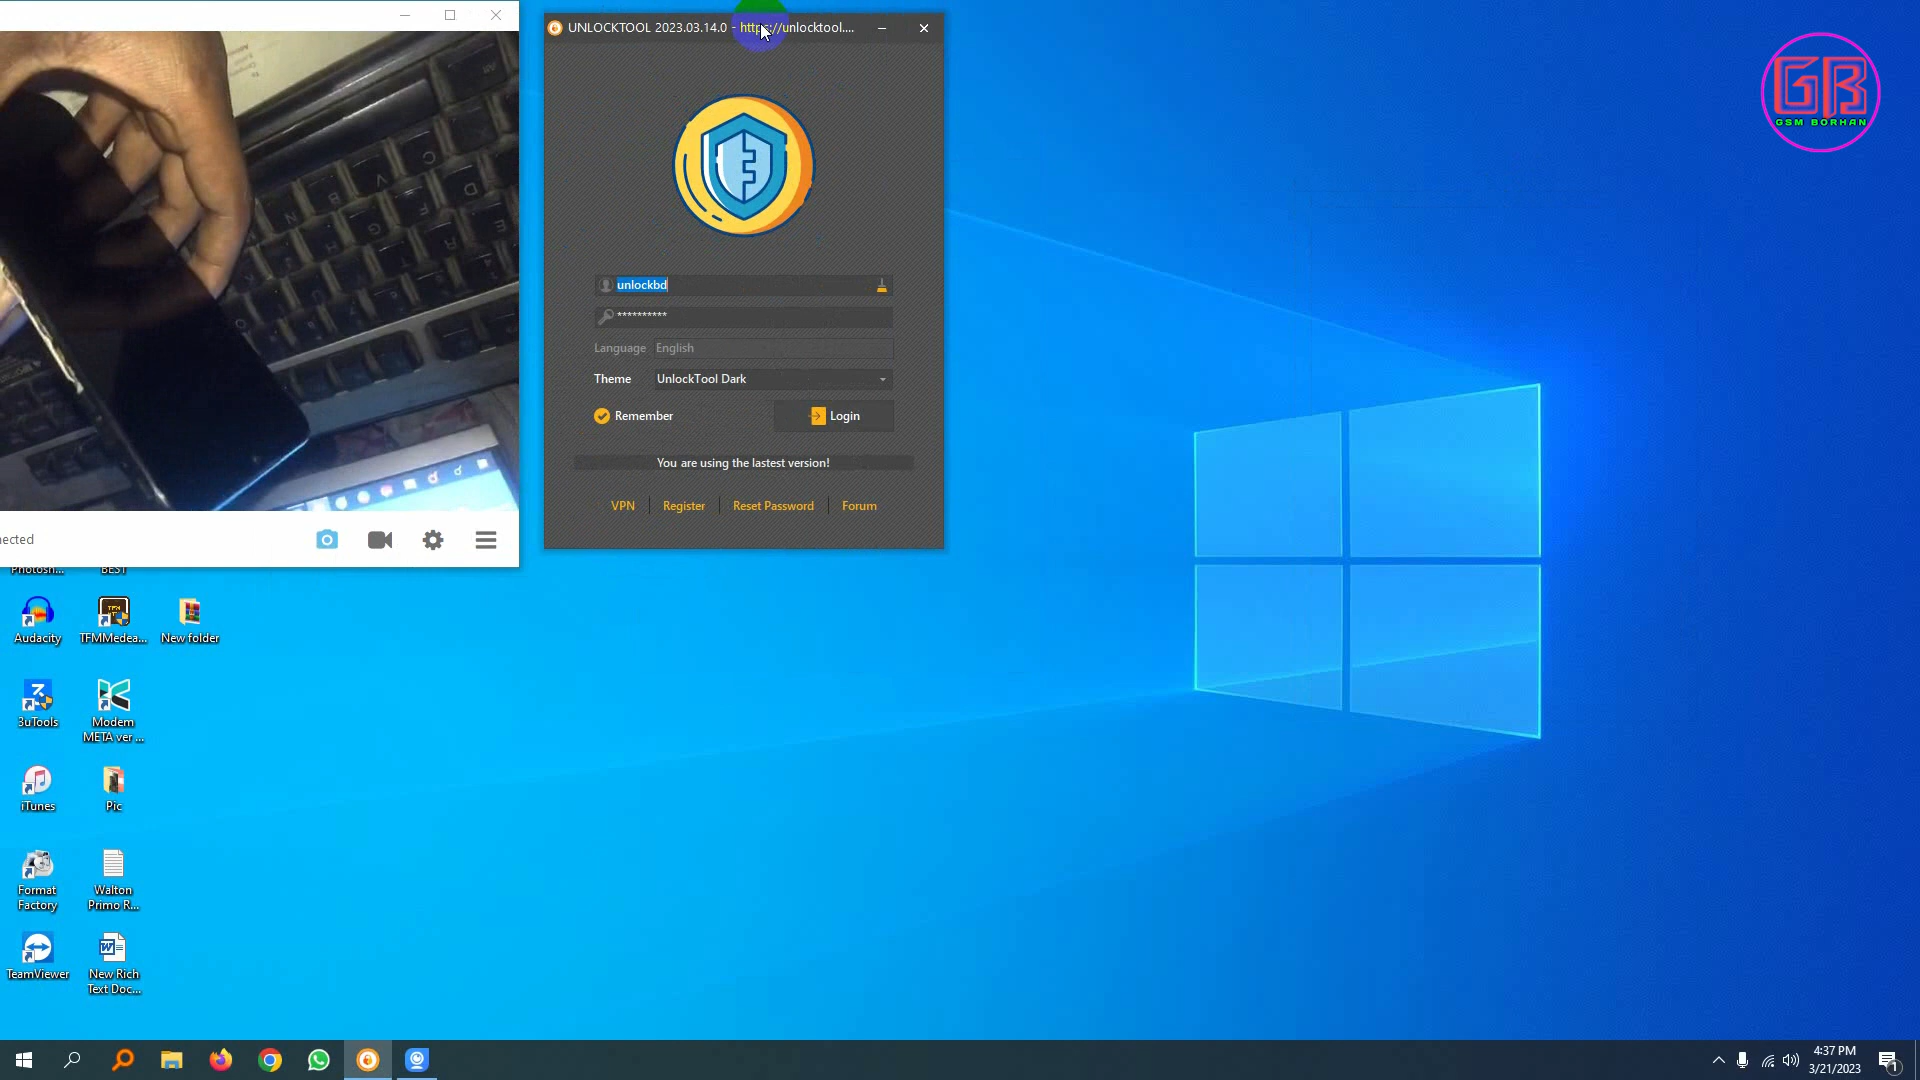 UNLOCKTOOL 2023.03.14.0 - https://unlocktool....
GB
GSM BORHAN
unlockbd
**********
Language English
Theme UnlockTool Dark
Remember
Login
You are using the lastest version!
VPN Register Reset Password Forum
nected
Photosh...
BEST
Audacity
TFMMedea...
New folder
3uTools
Modem
META ver ...
iTunes
Pic
Format
Factory
Walton
Primo R...
TeamViewer
New Rich
Text Doc...
4:37 PM
3/21/2023
1